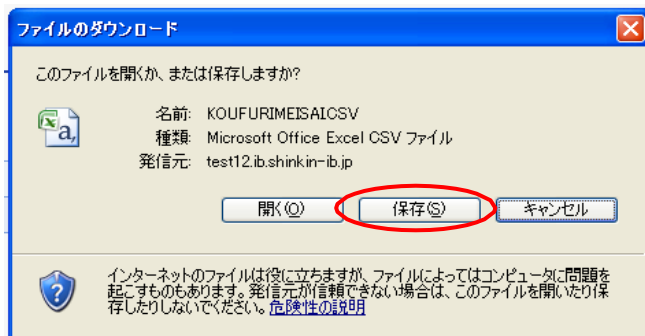 ファイルのダウンロード
このファイルを開くか、または保存しますか?
名前: KOUFURIMEISAICSV
種類: Microsoft Office Excel CSV ファイル
発信元: test12.ib.shinkin-ib.jp
開く(O) 保存(S) キャンセル
インターネットのファイルは役に立ちますが、ファイルによってはコンピュータに問題を
起こすものもあります。発信元が信頼できない場合は、このファイルを開いたり保
存したりしないでください。危険性の説明